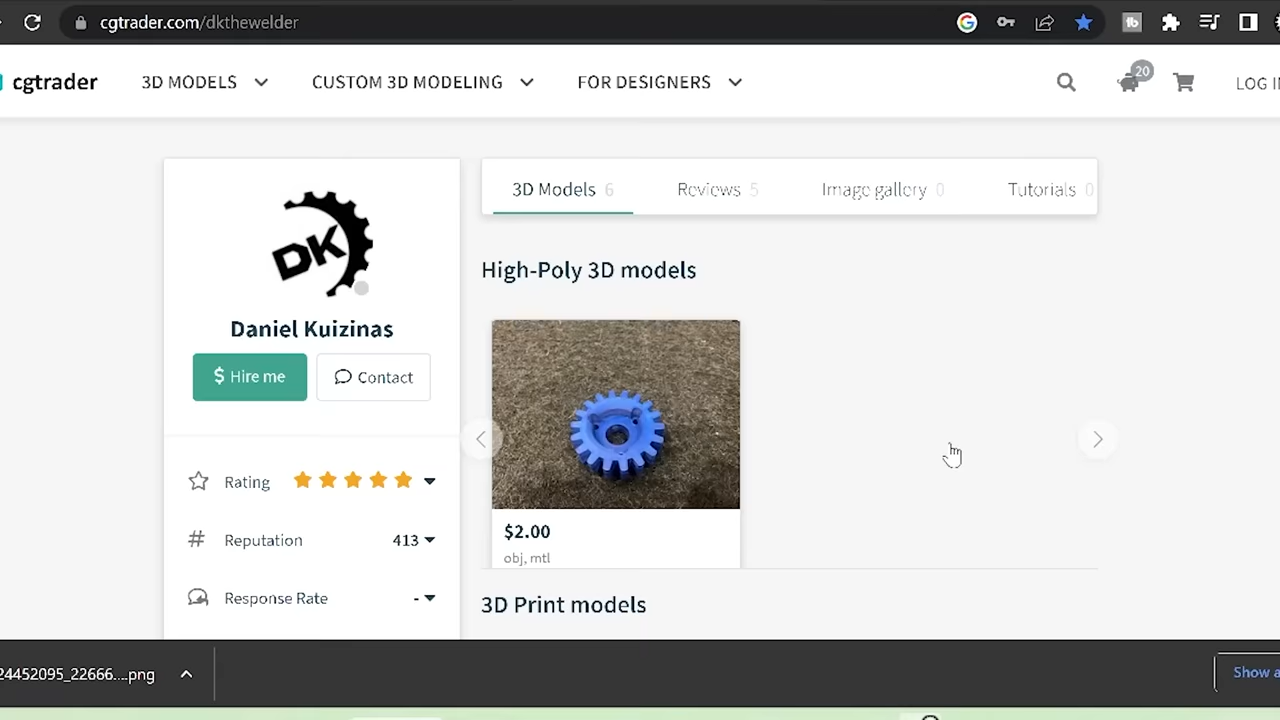 cgtrader.com/dkthewelder
cgtrader
3D MODELS
CUSTOM 3D MODELING
FOR DESIGNERS
20
LOG IN
DK
Daniel Kuizinas
$ Hire me
Contact
Rating
# Reputation 413
Response Rate -
3D Models 6
Reviews 5
Image gallery 0
Tutorials 0
High-Poly 3D models
$2.00
obj, mtl
3D Print models
24452095_22666....png
Show a